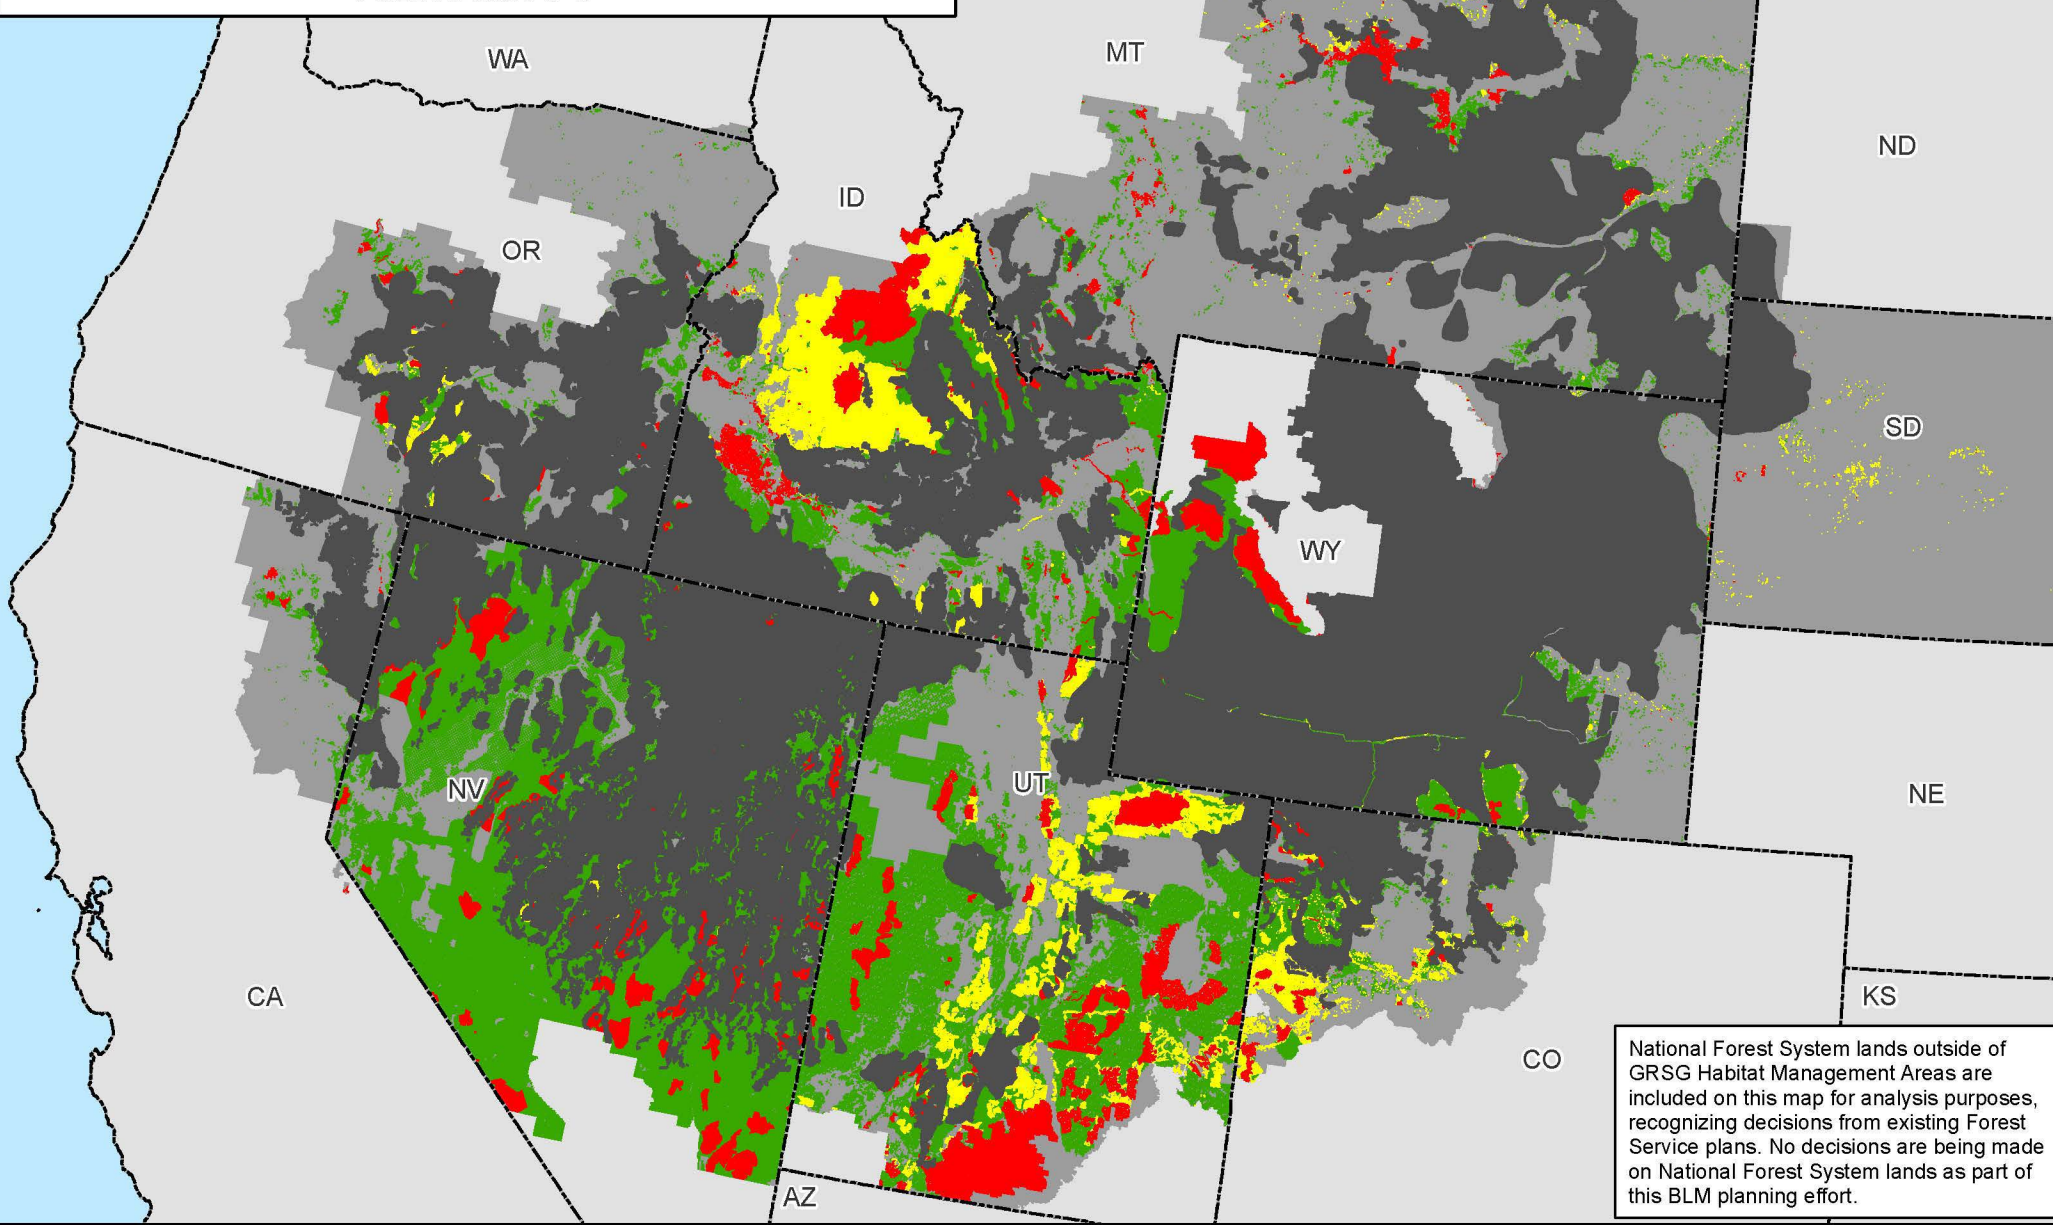 WA
MT
ND
ID
OR
SD
WY
UT
NV
NE
CA
KS
CO
AZ
National Forest System lands outside of
GRSG Habitat Management Areas are
included on this map for analysis purposes,
recognizing decisions from existing Forest
Service plans. No decisions are being made
on National Forest System lands as part of
this BLM planning effort.